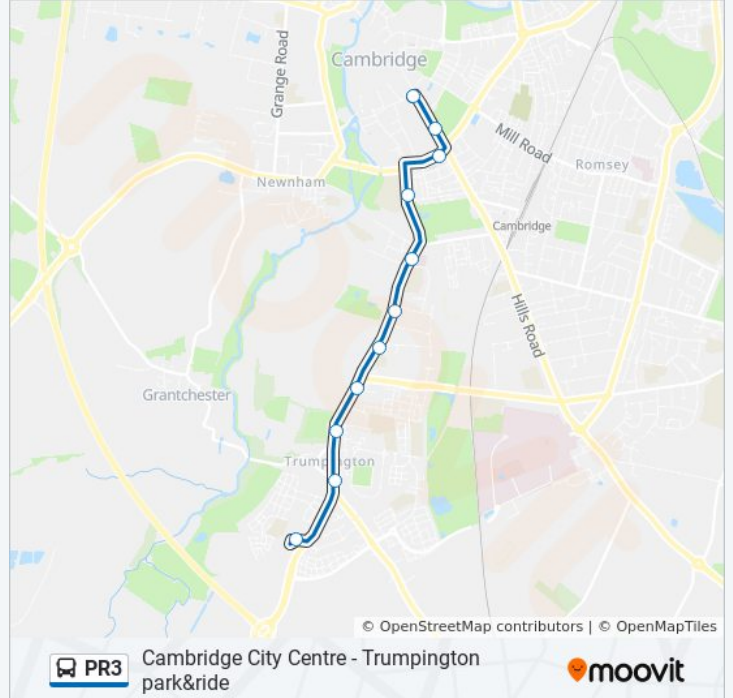 Grange Road
Cambridge
Mill Road
Romsey
Newnham
Cambridge
Hills Road
Grantchester
Trumpington
© OpenStreetMap contributors | © OpenMapTiles
PR3
Cambridge City Centre - Trumpington
park&ride
moovit